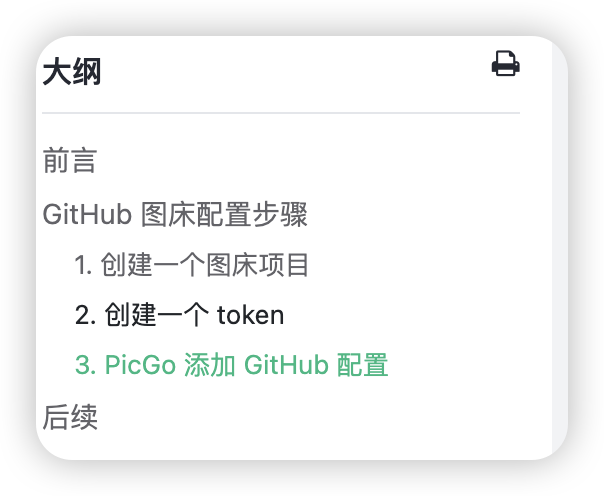 大纲
前言
GitHub 图床配置步骤
1. 创建一个图床项目
2. 创建一个 token
3. PicGo 添加 GitHub 配置
后续